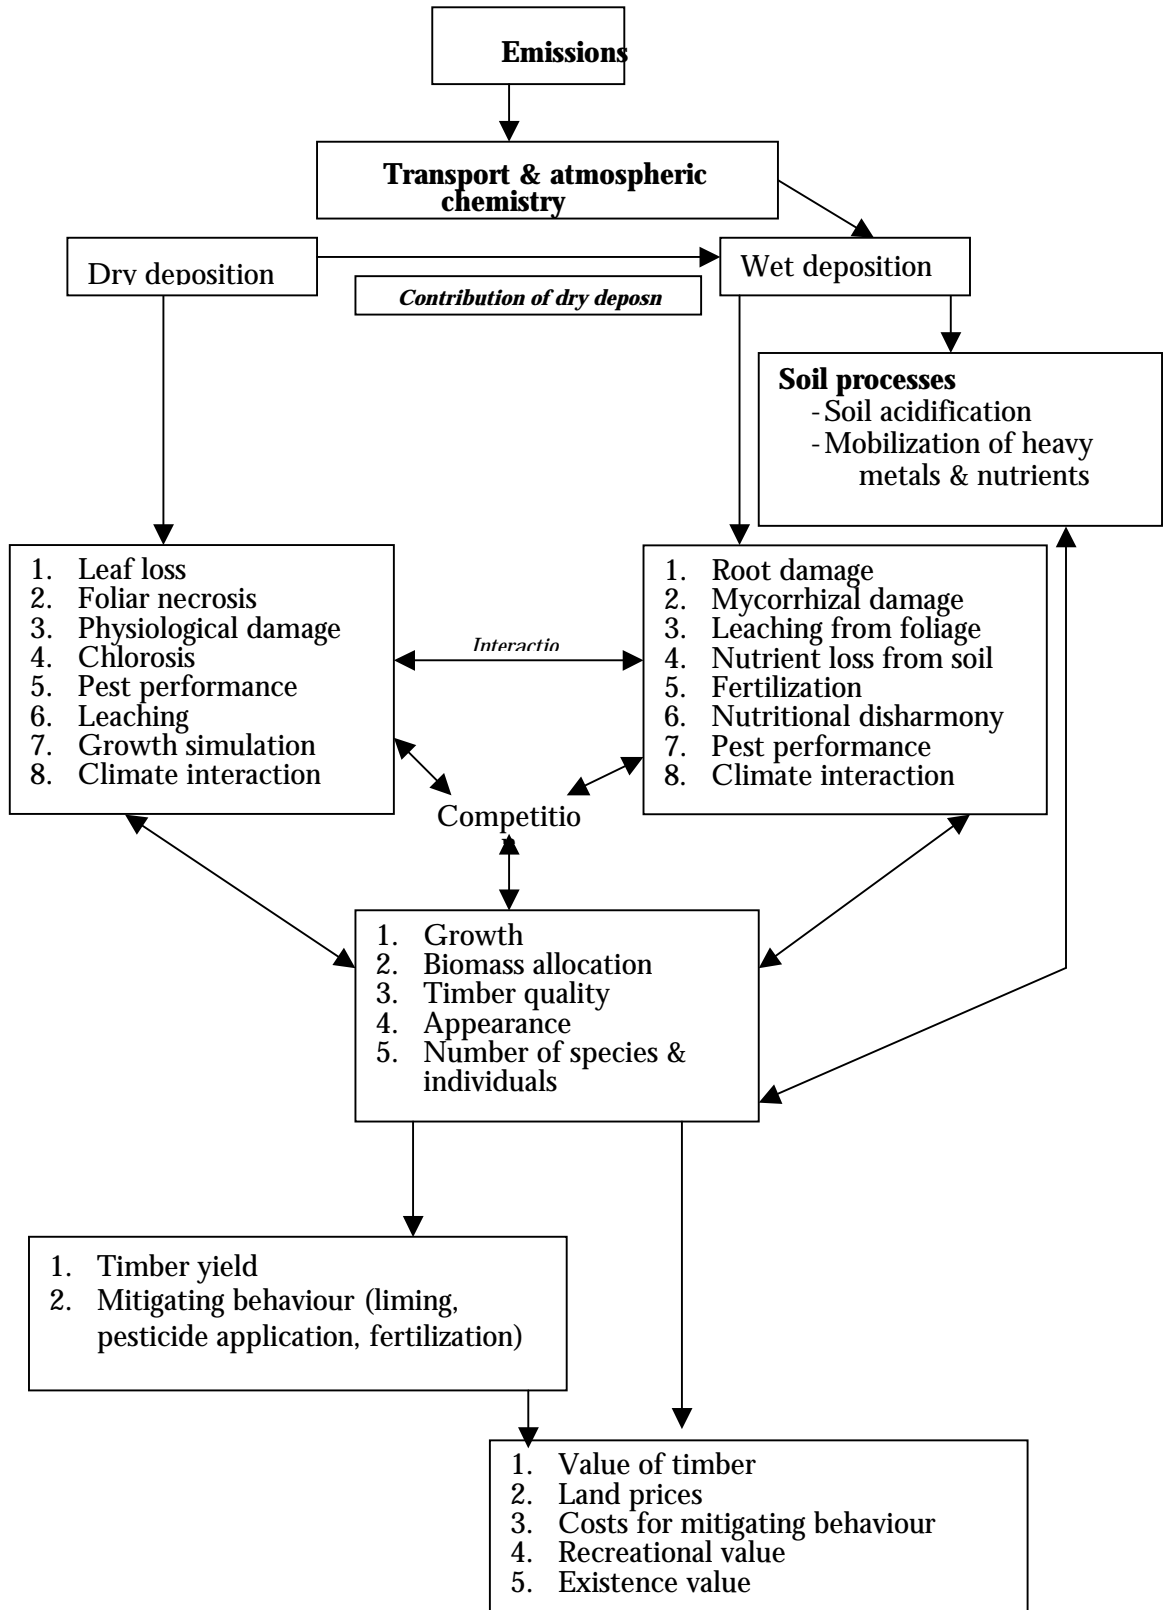 Emissions
Transport & atmospheric
chemistry
Dry deposition
Wet deposition
Contribution of dry deposn
Soil processes
- Soil acidification
- Mobilization of heavy
metals & nutrients
1. Leaf loss
2. Foliar necrosis
3. Physiological damage
4. Chlorosis
5. Pest performance
6. Leaching
7. Growth simulation
8. Climate interaction
Interactio
1. Root damage
2. Mycorrhizal damage
3. Leaching from foliage
4. Nutrient loss from soil
5. Fertilization
6. Nutritional disharmony
7. Pest performance
8. Climate interaction
Competitio
1. Growth
2. Biomass allocation
3. Timber quality
4. Appearance
5. Number of species &
individuals
1. Timber yield
2. Mitigating behaviour (liming,
pesticide application, fertilization)
1. Value of timber
2. Land prices
3. Costs for mitigating behaviour
4. Recreational value
5. Existence value